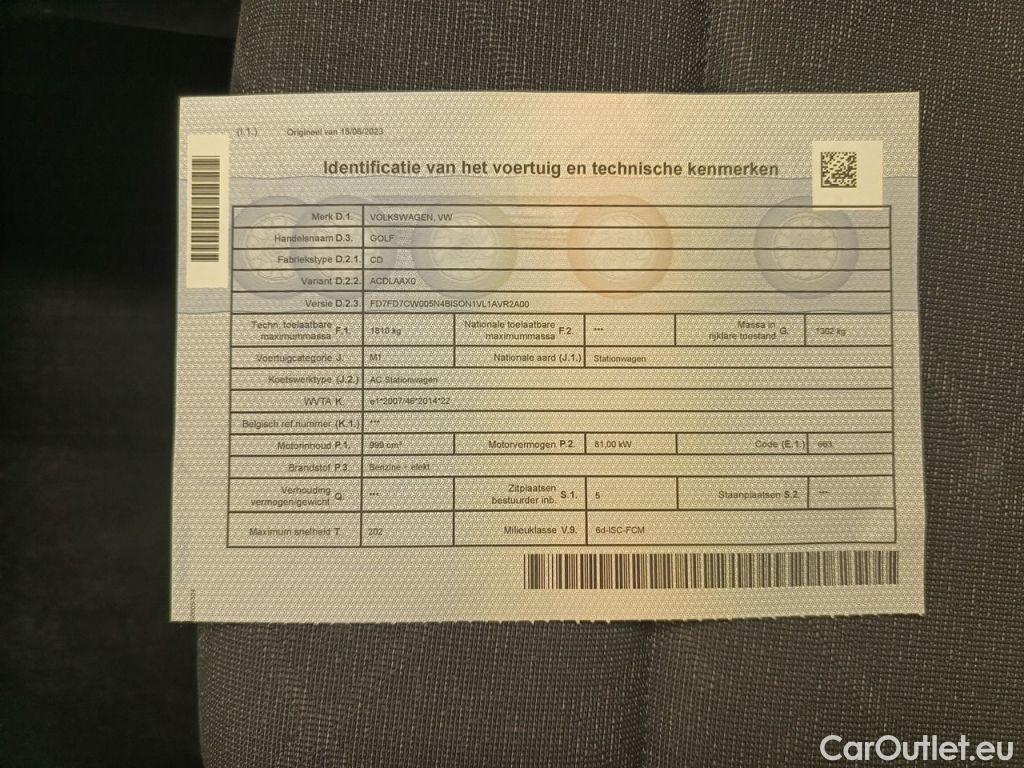 (I.1.) Origineel van 15/06/2023
Identificatie van het voertuig en technische kenmerken
Merk D.1. VOLKSWAGEN, VW
Handelsnaam D.3. GOLF
Fabriekstype D.2.1. CD
Variant D.2.2. ACDLAAX0
Versie D.2.3. FD7FD7CW005N4BISON1VL1AVR2A00
Techn. toelaatbare maximummassa F.1. 1810 kg Nationale toelaatbare maximummassa F.2. *** Massa in rijklare toestand G. 1302 kg
Voertuigcategorie J. M1 Nationale aard (J.1.) Stationwagen
Koetswerktype (J.2.) AC Stationwagen
WVTA K. e1*2007/46*2014*22
Belgisch ref.nummer (K.1.) ***
Motorinhoud P.1. 999 cm³ Motorvermogen P.2. 81,00 kW Code (E.1.) 663
Brandstof P.3. Benzine + elekt
Verhouding vermogen/gewicht Q. *** Zitplaatsen bestuurder inb. S.1. 5 Staanplaatsen S.2. ***
Maximum snelheid T. 202 Milieuklasse V.9. 6d-ISC-FCM
CarOutlet.eu